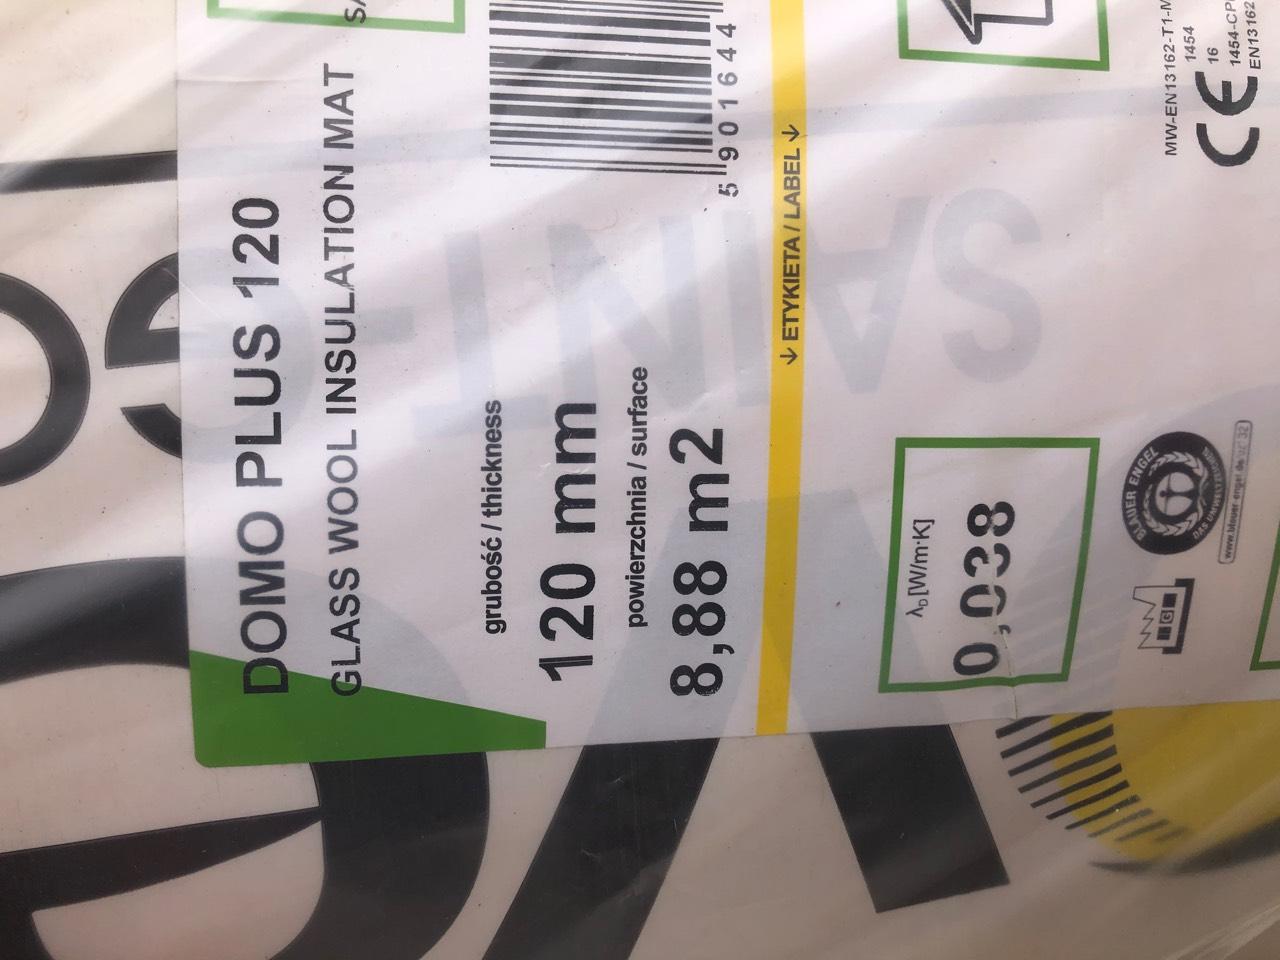 DOMO PLUS 120
GLASS WOOL INSULATION MAT
grubość / thickness
120 mm
powierzchnia / surface
8,88 m2
5 901644
↓ ETYKIETA / LABEL ↓
SAINT-G
λD [W/m·K]
0,038
BLAUER ENGEL
DAS UMWELTZEICHEN
www.blauer-engel.de/uz132
G
MW-EN13162-T1-M
1454
CE 16
1454-CP
EN13162